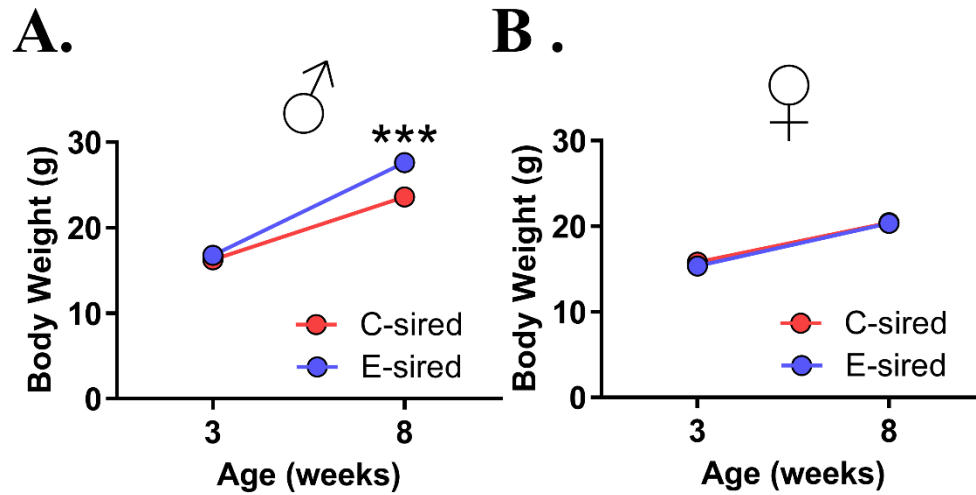 A.
***
30
20
10
0
Body Weight (g)
C-sired
E-sired
3
8
Age (weeks)
B .
30
20
10
0
Body Weight (g)
C-sired
E-sired
3
8
Age (weeks)